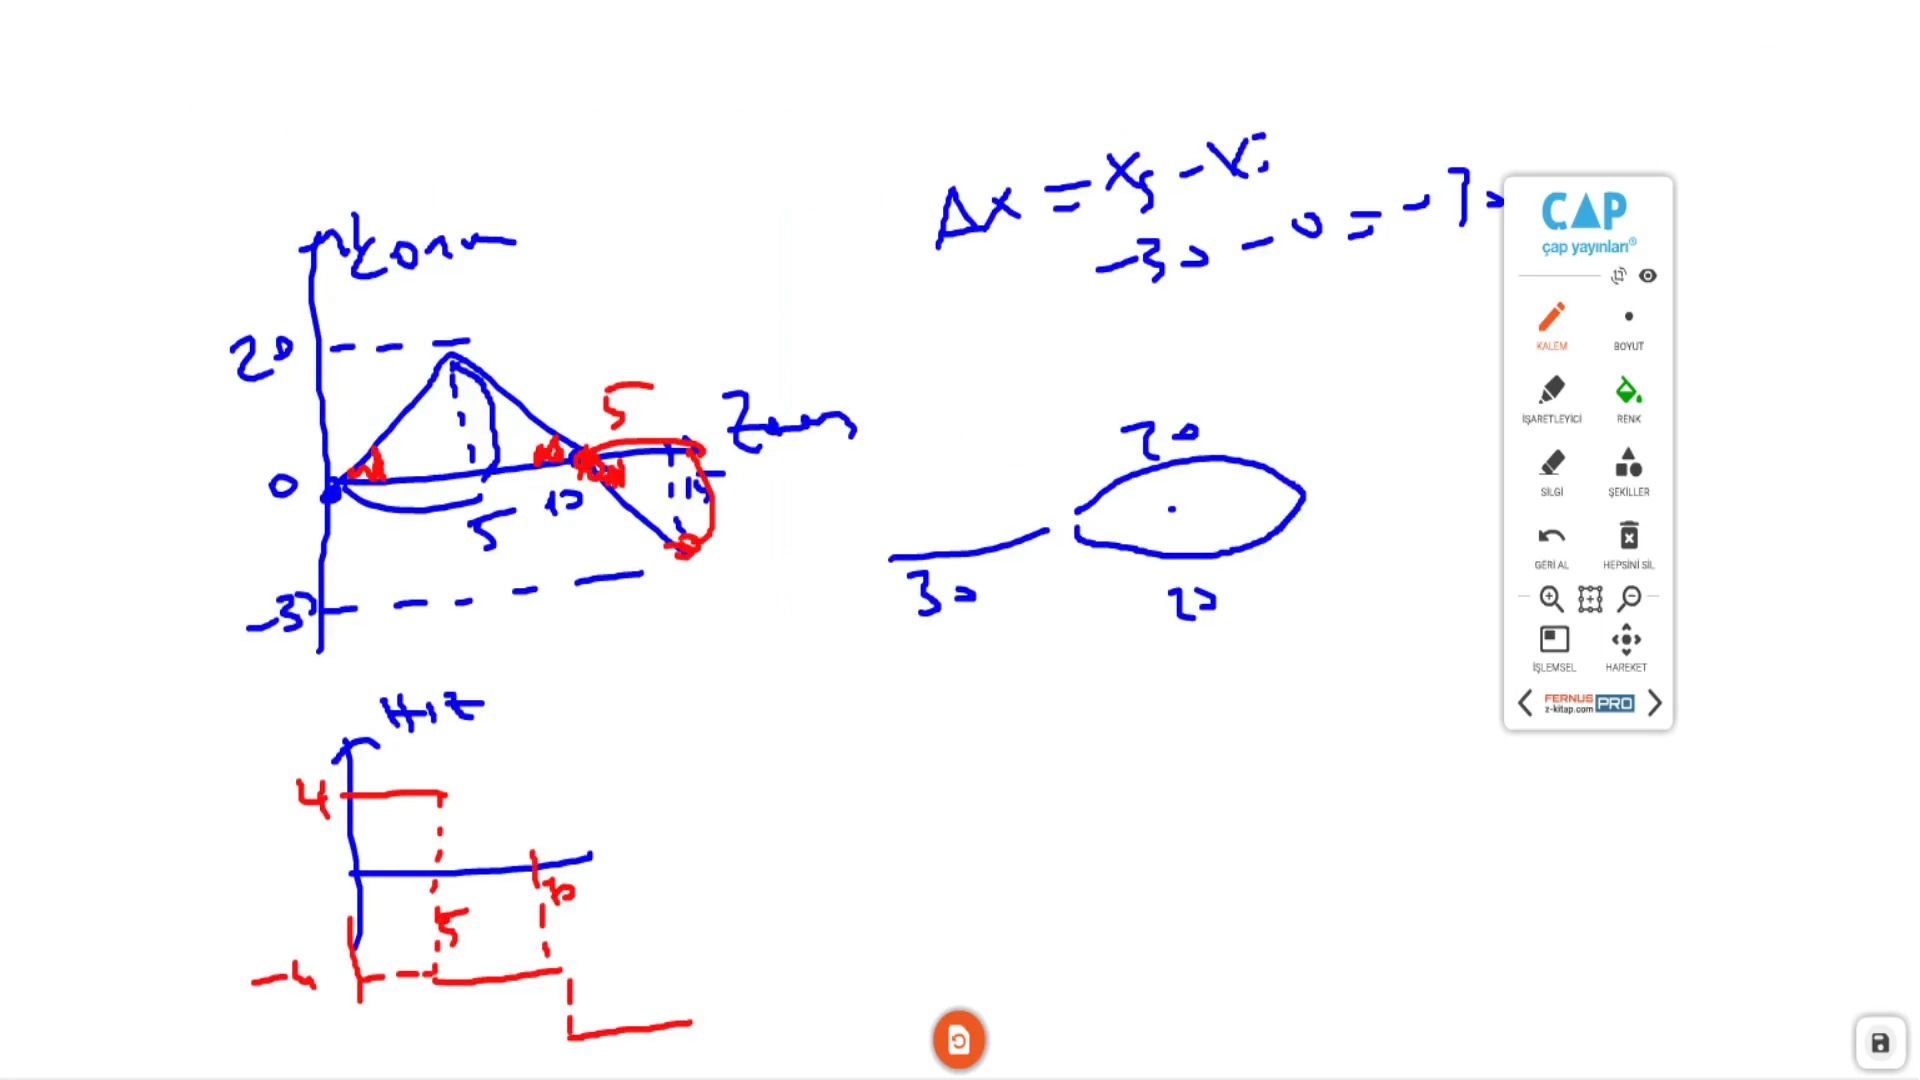 Konum
Δx = xs - xi
-30 - 0 = -30
20
5
Zaman
20
0
10
15
5
30
20
-30
Hız
4
10
5
-4
ÇAP
çap yayınları®
KALEM
BOYUT
İŞARETLEYİCİ
RENK
SİLGİ
ŞEKİLLER
GERİ AL
HEPSİNİ SİL
İŞLEMSEL
HAREKET
FERNUS PRO
z-kitap.com